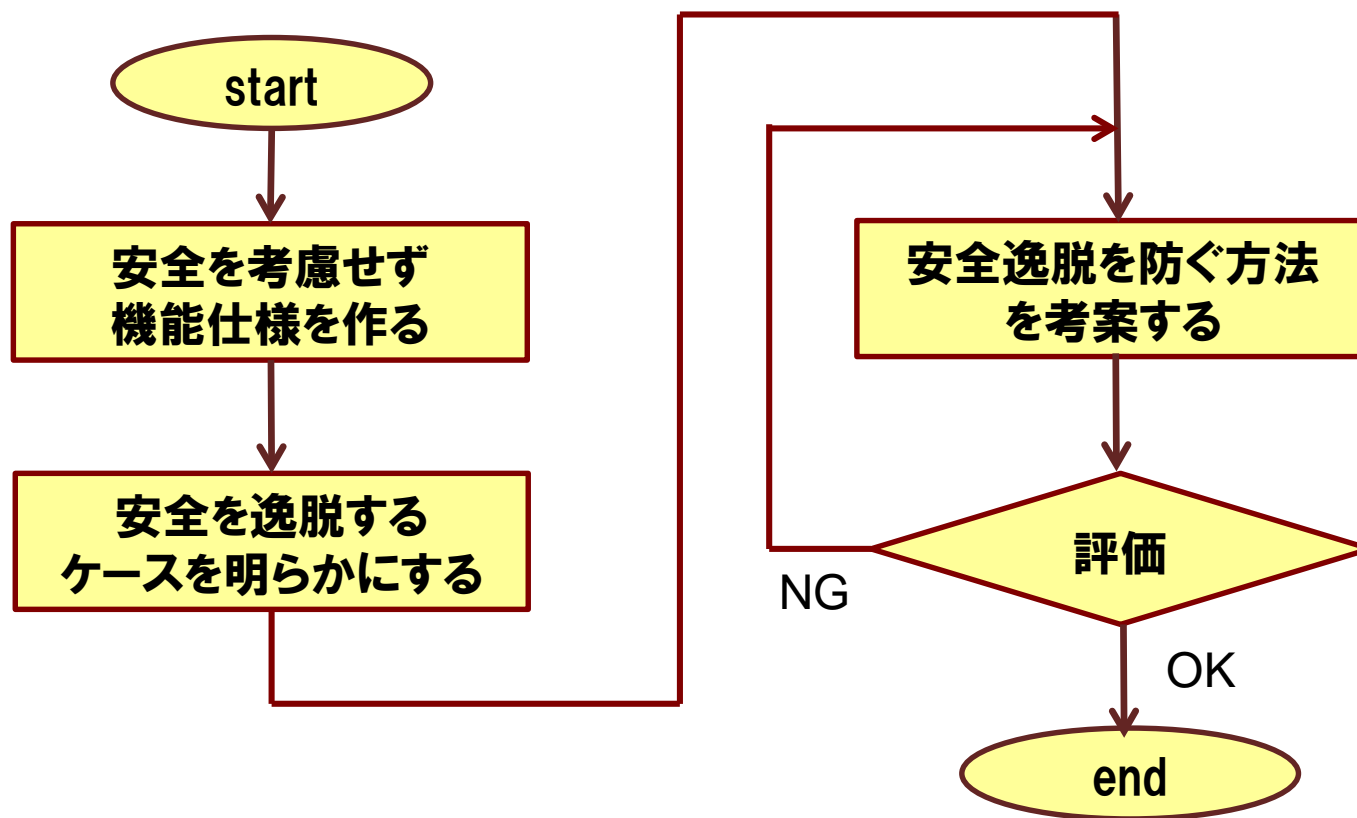 start
安全を考慮せず
機能仕様を作る
安全を逸脱する
ケースを明らかにする
安全逸脱を防ぐ方法
を考案する
評価
NG
OK
end